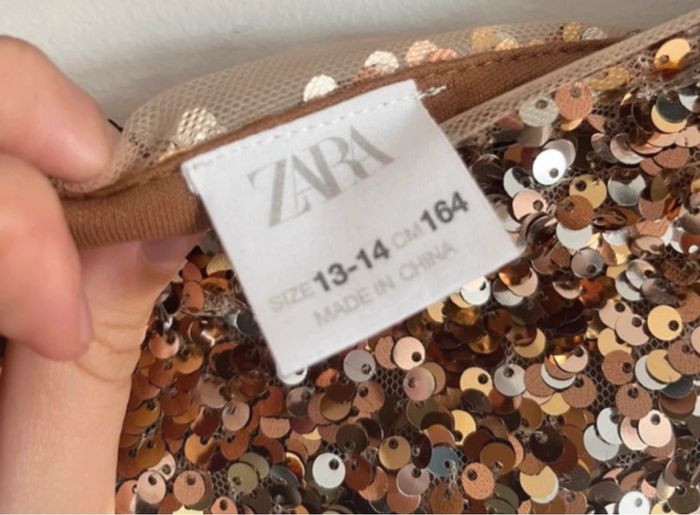 ZARA
SIZE 13-14 CM 164
MADE IN CHINA